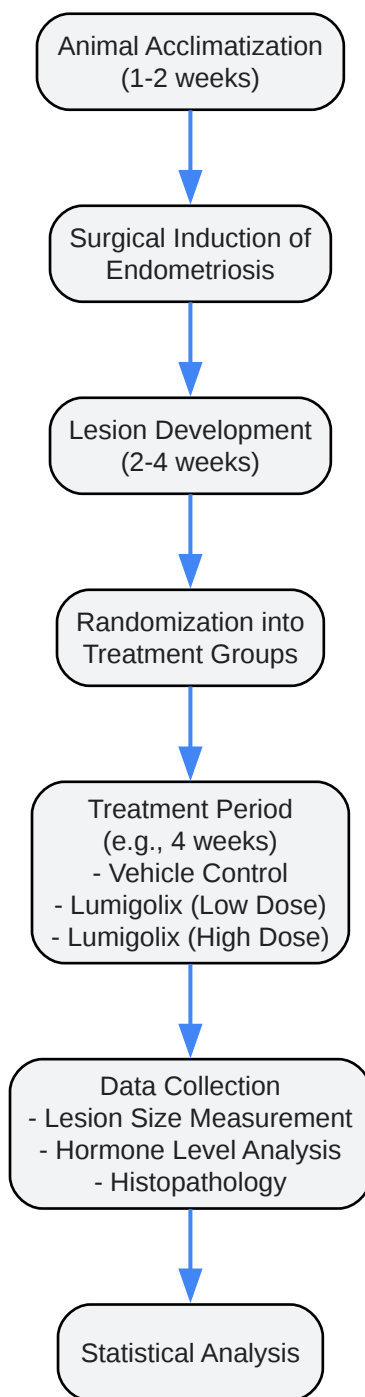 Animal Acclimatization
(1-2 weeks)
Surgical Induction of
Endometriosis
Lesion Development
(2-4 weeks)
Randomization into
Treatment Groups
Treatment Period
(e.g., 4 weeks)
- Vehicle Control
- Lumigolix (Low Dose)
- Lumigolix (High Dose)
Data Collection
- Lesion Size Measurement
- Hormone Level Analysis
- Histopathology
Statistical Analysis